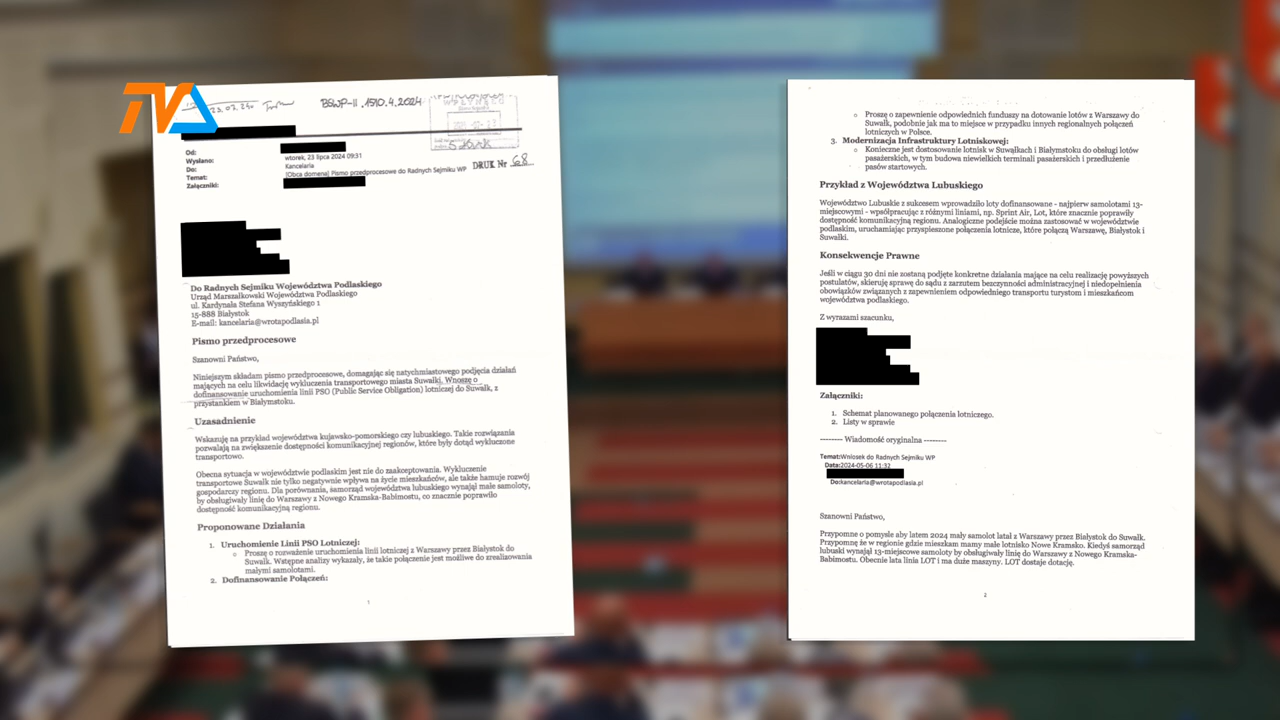 TVA
BSWP-II.1510.4.2024
WPŁYNĘŁO
Od:
Wysłano:
wtorek, 23 lipca 2024 09:31
Do:
Kancelaria
Temat:
[Obca domena] Pismo przedprocesowe do Radnych Sejmiku WP
DRUK Nr 68
Załączniki:
Do Radnych Sejmiku Województwa Podlaskiego
Urząd Marszałkowski Województwa Podlaskiego
ul. Kardynała Stefana Wyszyńskiego 1
15-888 Białystok
E-mail: kancelaria@wrotapodlasia.pl
Pismo przedprocesowe
Szanowni Państwo,
Niniejszym składam pismo przedprocesowe, domagając się natychmiastowego podjęcia działań
mających na celu likwidację wykluczenia transportowego miasta Suwałki. Wnoszę o
dofinansowanie uruchomienia linii PSO (Public Service Obligation) lotniczej do Suwałk, z
przystankiem w Białymstoku.
Uzasadnienie
Wskazuję na przykład województwa kujawsko-pomorskiego czy lubuskiego. Takie rozwiązania
pozwalają na zwiększenie dostępności komunikacyjnej regionów, które były dotąd wykluczone
transportowo.
Obecna sytuacja w województwie podlaskim jest nie do zaakceptowania. Wykluczenie
transportowe Suwałk nie tylko negatywnie wpływa na życie mieszkańców, ale także hamuje rozwój
gospodarczy regionu. Dla porównania, samorząd województwa lubuskiego wynajął małe samoloty,
by obsługiwały linię do Warszawy z Nowego Kramska-Babimostu, co znacznie poprawiło
dostępność komunikacyjną regionu.
Proponowane Działania
1. Uruchomienie Linii PSO Lotniczej:
○ Proszę o rozważenie uruchomienia linii lotniczej z Warszawy przez Białystok do
Suwałk. Wstępne analizy wykazały, że takie połączenie jest możliwe do zrealizowania
małymi samolotami.
2. Dofinansowanie Połączeń:
1
○ Proszę o zapewnienie odpowiednich funduszy na dotowanie lotów z Warszawy do
Suwałk, podobnie jak ma to miejsce w przypadku innych regionalnych połączeń
lotniczych w Polsce.
3. Modernizacja Infrastruktury Lotniskowej:
○ Konieczne jest dostosowanie lotnisk w Suwałkach i Białymstoku do obsługi lotów
pasażerskich, w tym budowa niewielkich terminali pasażerskich i przedłużenie
pasów startowych.
Przykład z Województwa Lubuskiego
Województwo Lubuskie z sukcesem wprowadziło loty dofinansowane - najpierw samolotami 13-
miejscowymi - wpsółpracując z różnymi liniami, np. Sprint Air, Lot, które znacznie poprawiły
dostępność komunikacyjną regionu. Analogiczne podejście można zastosować w województwie
podlaskim, uruchamiając przyspieszone połączenia lotnicze, które połączą Warszawę, Białystok i
Suwałki.
Konsekwencje Prawne
Jeśli w ciągu 30 dni nie zostaną podjęte konkretne działania mające na celu realizację powyższych
postulatów, skieruję sprawę do sądu z zarzutem bezczynności administracyjnej i niedopełnienia
obowiązków związanych z zapewnieniem odpowiedniego transportu turystom i mieszkańcom
województwa podlaskiego.
Z wyrazami szacunku,
Załączniki:
1. Schemat planowanego połączenia lotniczego.
2. Listy w sprawie
-------- Wiadomość oryginalna --------
Temat:Wniosek do Radnych Sejmiku WP
Data:2024-05-06 11:32
Do:kancelaria@wrotapodlasia.pl
Szanowni Państwo,
Przypomne o pomysle aby latem 2024 mały samolot latał z Warszawy przez Białystok do Suwałk.
Przypomnę że w regionie gdzie mieszkam mamy małe lotnisko Nowe Kramsko. Kiedyś samorząd
lubuski wynajął 13-miejscowe samoloty by obsługiwały linię do Warszawy z Nowego Kramska-
Babimostu. Obecnie lata linia LOT i ma duże maszyny. LOT dostaje dotację.
2